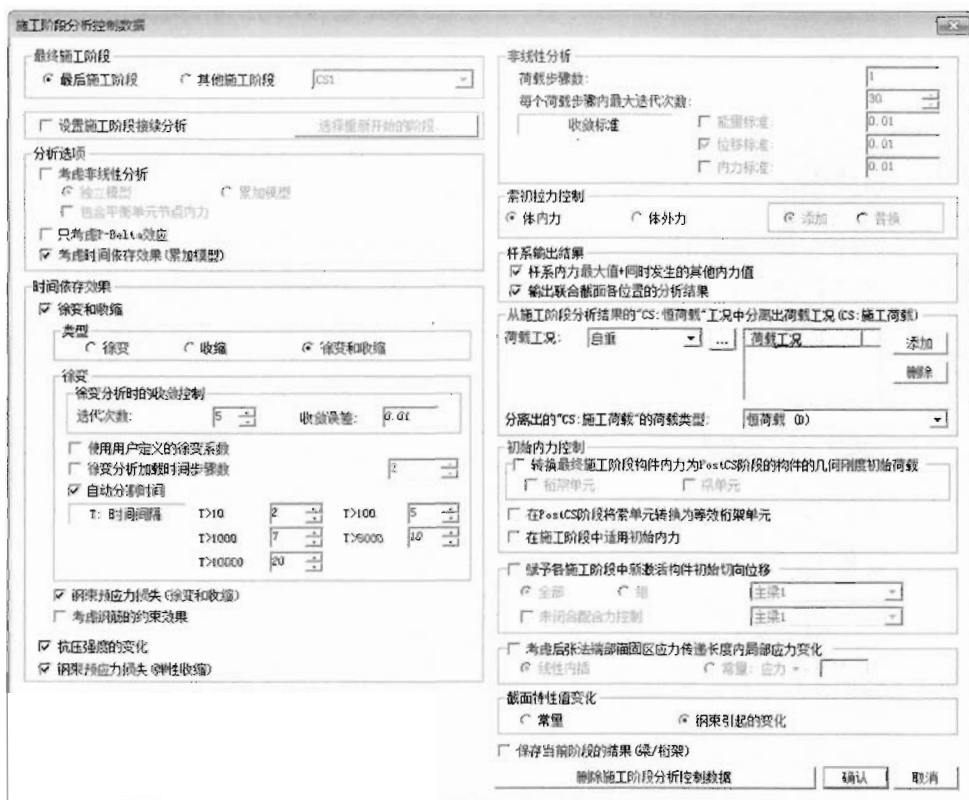 施工阶段分析控制数据
最终施工阶段
最后施工阶段 其他施工阶段 CS1
设置施工阶段接续分析 选择重新开始的阶段
分析选项
考虑非线性分析
独立模型 累加模型
包含平衡单元节点内力
只考虑P-Delta效应
考虑时间依存效果(累加模型)
时间依存效果
徐变和收缩
类型
徐变 收缩 徐变和收缩
徐变
徐变分析时的收敛控制
迭代次数: 5 收敛误差: 0.01
使用用户定义的徐变系数
徐变分析加载时间步骤数 2
自动分割时间
T: 时间间隔 T>10 2 T>100 5
T>1000 7 T>5000 10
T>10000 20
钢束预应力损失(徐变和收缩)
考虑钢筋的约束效果
抗压强度的变化
钢束预应力损失(弹性收缩)
非线性分析
荷载步骤数: 1
每个荷载步骤内最大迭代次数: 30
收敛标准 能量标准: 0.01
位移标准: 0.01
内力标准: 0.01
索初拉力控制
体内力 体外力 添加 替换
杆系输出结果
杆系内力最大值+同时发生的其他内力值
输出联合截面各位置的分析结果
从施工阶段分析结果的"CS:恒荷载"工况中分离出荷载工况(CS:施工荷载)
荷载工况: 自重 ... 荷载工况 添加
删除
分离出的"CS:施工荷载"的荷载类型: 恒荷载 (D)
初始内力控制
转换最终施工阶段构件内力为PostCS阶段的构件的几何刚度初始荷载
桁架单元 梁单元
在PostCS阶段将索单元转换为等效桁架单元
在施工阶段中适用初始内力
赋予各施工阶段中新激活构件初始切向位移
全部 组 主梁1
未闭合配合力控制 主梁1
考虑后张法端部锚固区应力传递长度内局部应力变化
线性内插 常量: 应力 *
截面特性值变化
常量 钢束引起的变化
保存当前阶段的结果(梁/桁架)
删除施工阶段分析控制数据 确认 取消